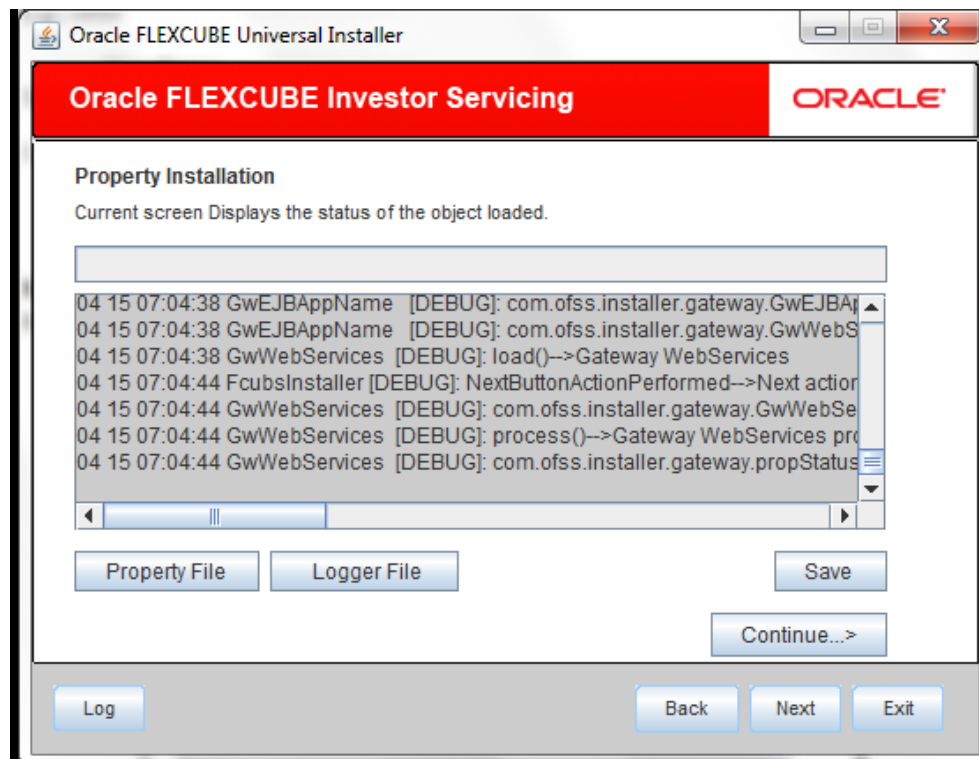 Oracle FLEXCUBE Universal Installer
Oracle FLEXCUBE Investor Servicing
ORACLE
Property Installation
Current screen Displays the status of the object loaded.
04 15 07:04:38 GwEJBAppName [DEBUG]: com.ofss.installer.gateway.GwEJBAp
04 15 07:04:38 GwEJBAppName [DEBUG]: com.ofss.installer.gateway.GwWebS
04 15 07:04:38 GwWebServices [DEBUG]: load()-->Gateway WebServices
04 15 07:04:44 FcubsInstaller [DEBUG]: NextButtonActionPerformed-->Next action
04 15 07:04:44 GwWebServices [DEBUG]: com.ofss.installer.gateway.GwWebSe
04 15 07:04:44 GwWebServices [DEBUG]: process()-->Gateway WebServices pro
04 15 07:04:44 GwWebServices [DEBUG]: com.ofss.installer.gateway.propStatus
Property File Logger File Save
Continue...>
Log Back Next Exit